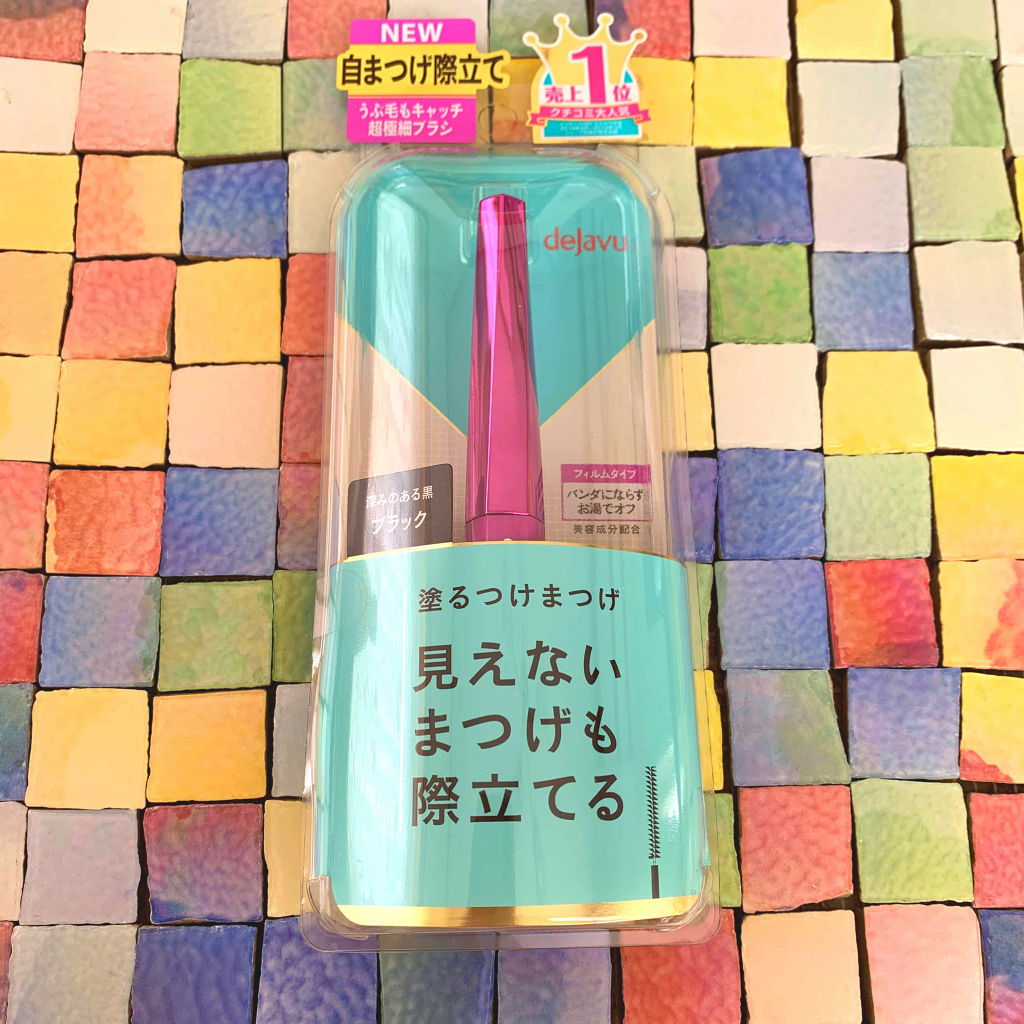 NEW
自まつげ際立て
うぶ毛もキャッチ
超極細ブラシ
1
売上 位
クチコミ大人気
dejavu
深みのある黒
ブラック
フィルムタイプ
パンダにならず
お湯でオフ
美容成分配合
塗るつけまつげ
見えない
まつげも
際立てる